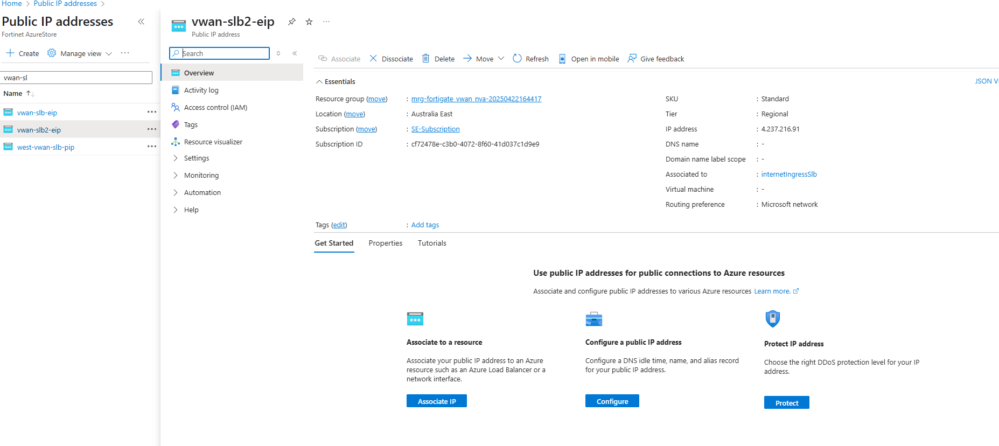 Home > Public IP addresses >
Public IP addresses
Fortinet AzureStore
Create Manage view ...
vwan-sl
Name ↑↓
vwan-slb-eip ...
vwan-slb2-eip ...
west-vwan-slb-pip ...
vwan-slb2-eip ...
Public IP address
Search
Overview
Activity log
Access control (IAM)
Tags
Resource visualizer
Settings
Monitoring
Automation
Help
Associate Dissociate Delete Move Refresh Open in mobile Give feedback
Essentials
JSON V
Resource group (move) : mrg-fortigate_vwan_nva-20250422164417
Location (move) : Australia East
Subscription (move) : SE-Subscription
Subscription ID : cf72478e-c3b0-4072-8f60-41d037c1d9e9
SKU : Standard
Tier : Regional
IP address : 4.237.216.91
DNS name : -
Domain name label scope : -
Associated to : internetIngressSlb
Virtual machine : -
Routing preference : Microsoft network
Tags (edit) : Add tags
Get Started Properties Tutorials
Use public IP addresses for public connections to Azure resources
Associate and configure public IP addresses to various Azure resources Learn more.
Associate to a resource
Associate your public IP address to an Azure
resource such as an Azure Load Balancer or a
network interface.
Associate IP
Configure a public IP address
Configure a DNS idle time, name, and alias record
for your public IP address.
Configure
Protect IP address
Choose the right DDoS protection level for your IP
address.
Protect